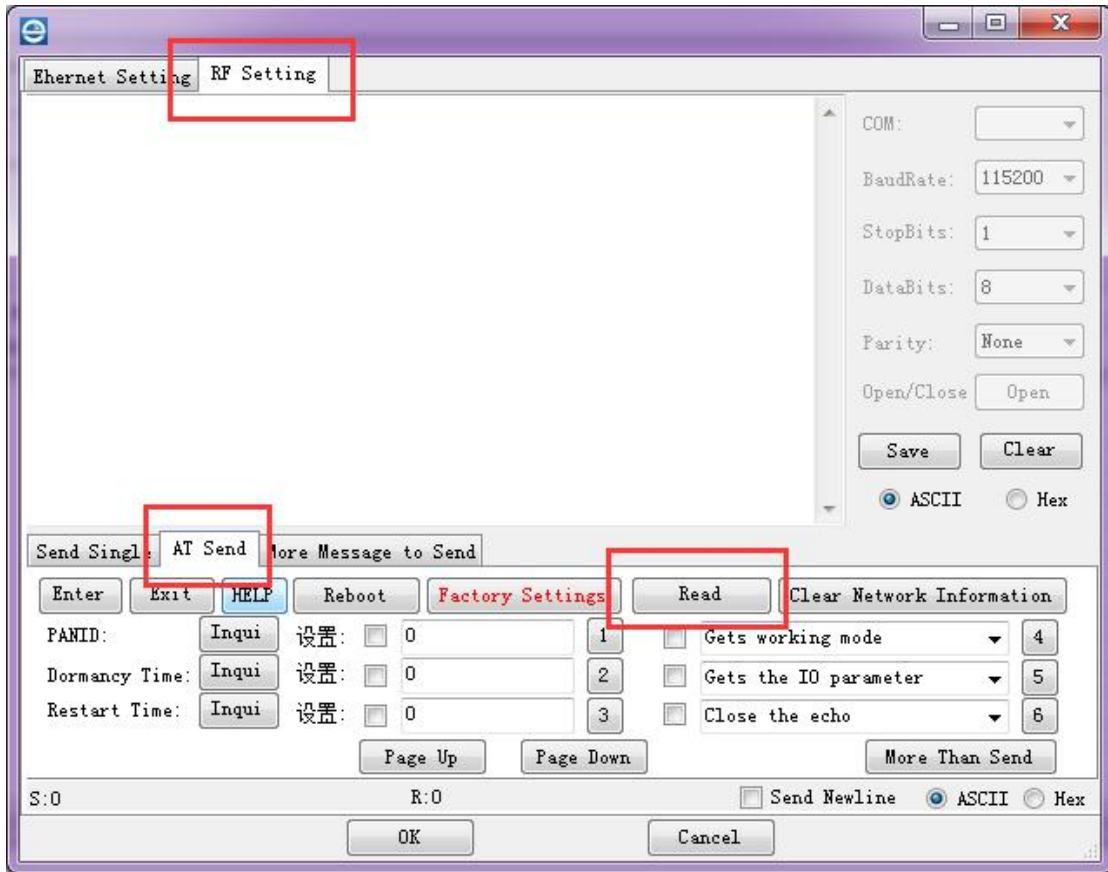 Ehernet Setting RF Setting
COM:
BaudRate: 115200
StopBits: 1
DataBits: 8
Parity: None
Open/Close Open
Save Clear
ASCII Hex
Send Singl AT Send More Message to Send
Enter Exit HELP Reboot Factory Settings Read Clear Network Information
PANID: Inqui 设置: 0 1 Gets working mode 4
Dormancy Time: Inqui 设置: 0 2 Gets the IO parameter 5
Restart Time: Inqui 设置: 0 3 Close the echo 6
Page Up Page Down More Than Send
S:0 R:0 Send Newline ASCII Hex
OK Cancel